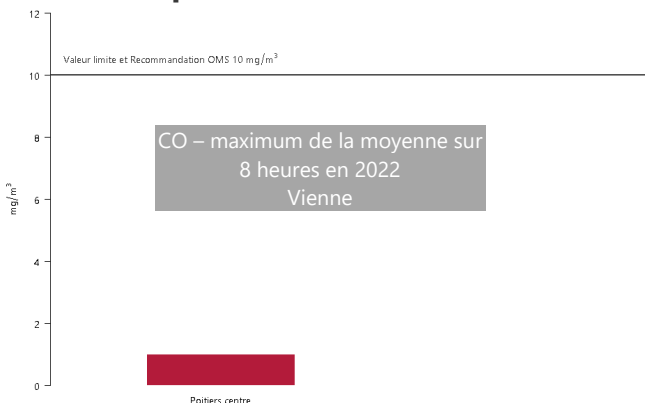 12
Valeur limite et Recommandation OMS 10 mg/m³
10
CO – maximum de la moyenne sur
8 heures en 2022
Vienne
8
mg/m³
6
4
2
0
Poitiers centre